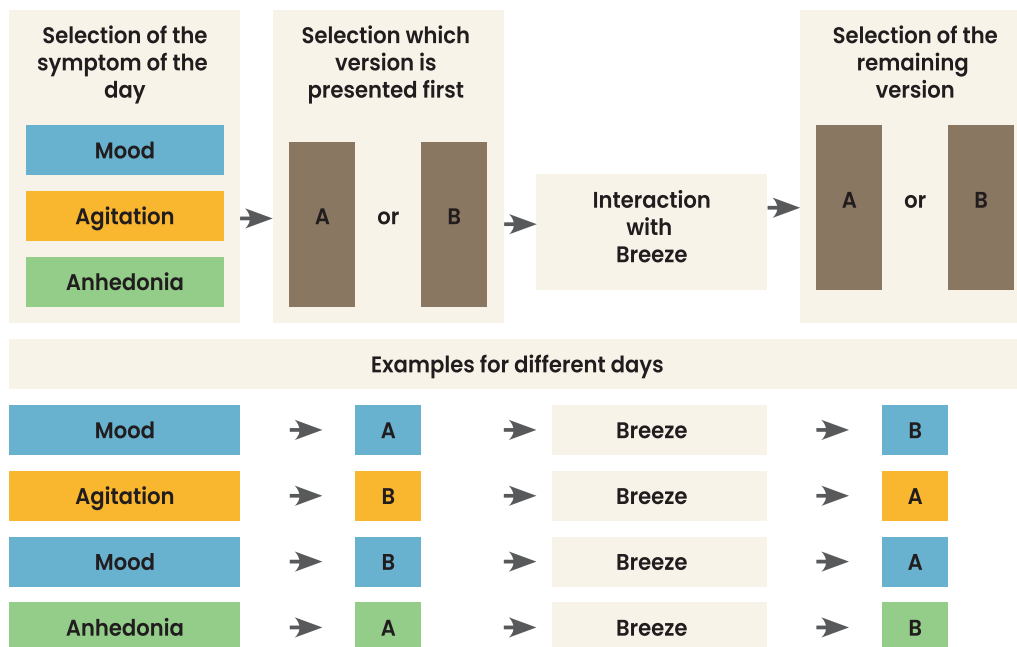 Selection of the
symptom of the
day
Mood
Agitation
Anhedonia
Selection which
version is
presented first
A or B
Interaction
with
Breeze
Selection of the
remaining
version
A or B
Examples for different days
Mood A Breeze B
Agitation B Breeze A
Mood B Breeze A
Anhedonia A Breeze B